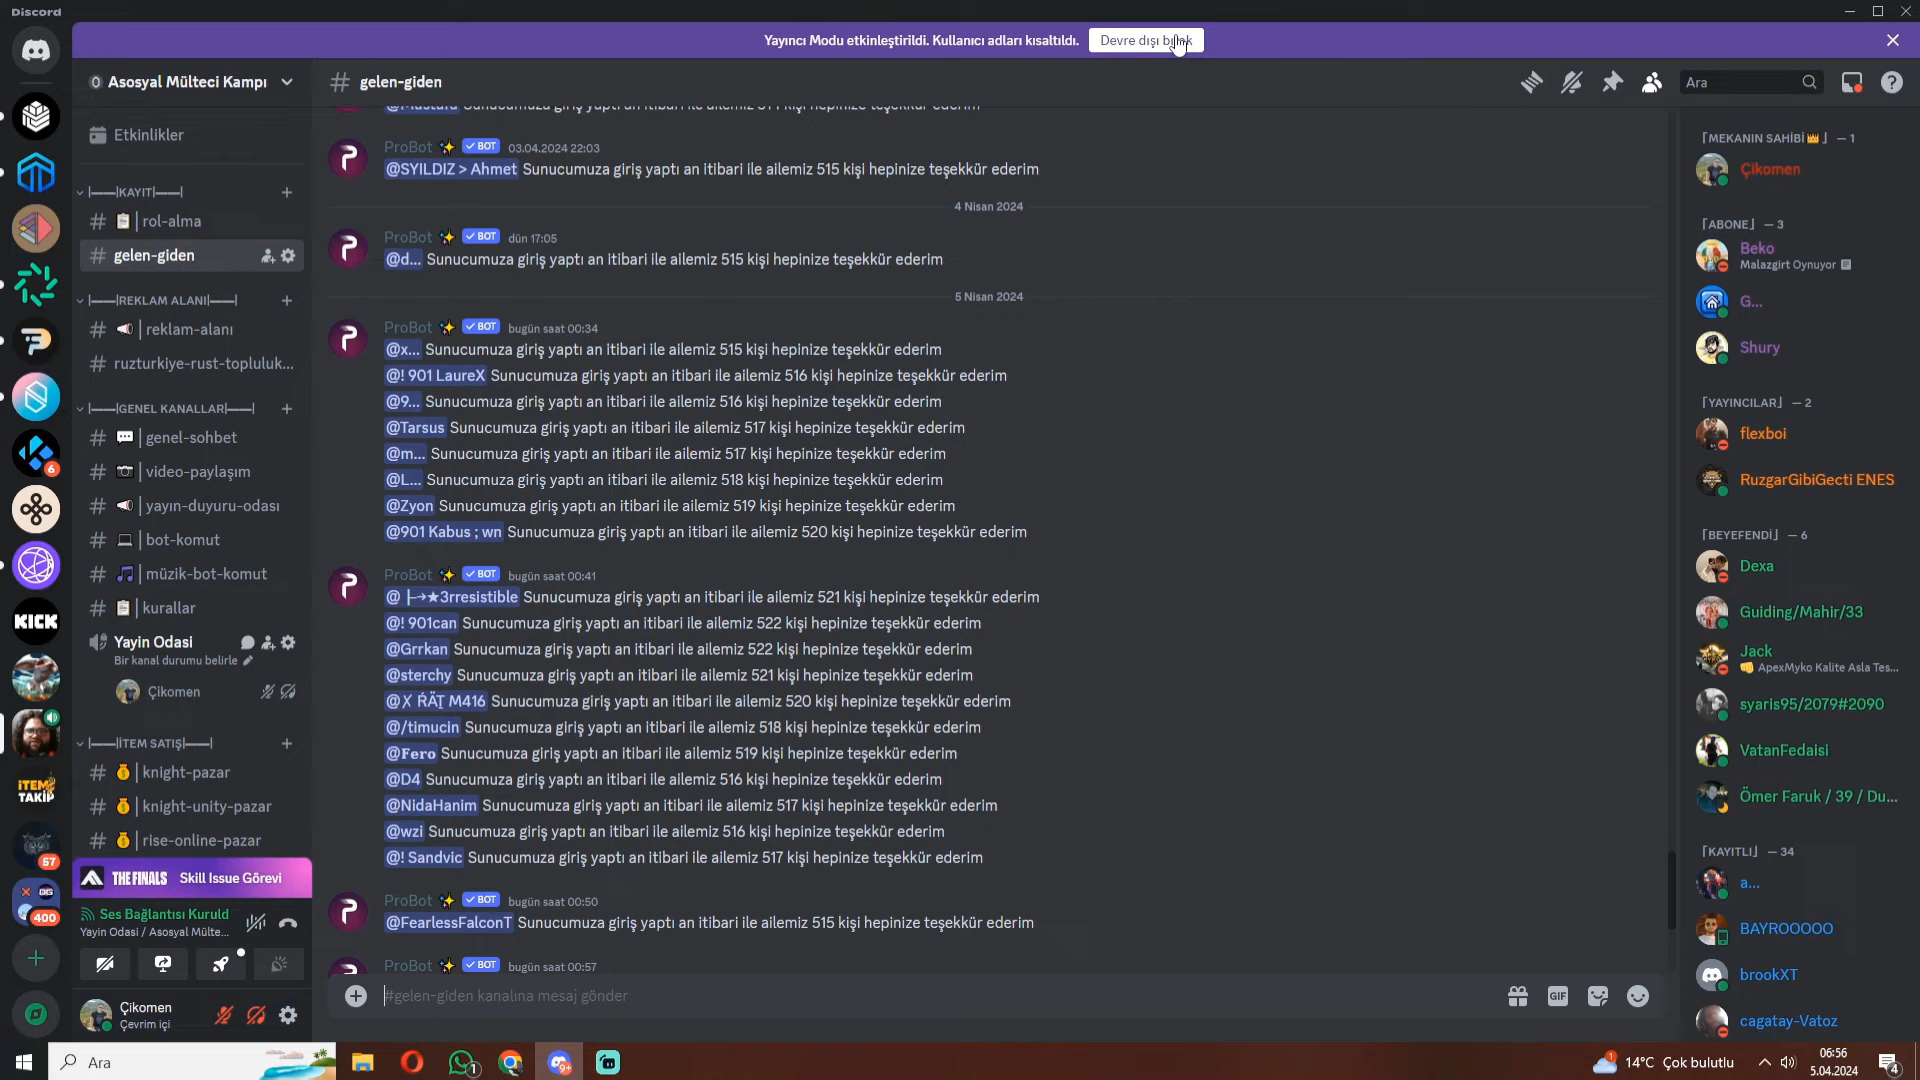 Discord
Yayıncı Modu etkinleştirildi. Kullanıcı adları kısaltıldı.
Asosyal Mülteci Kampı
Etkinlikler
|——|KAYIT|——|
rol-alma
gelen-giden
|——|REKLAM ALANI|——|
reklam-alanı
ruzturkiye-rust-topluluk...
|——|GENEL KANALLAR|——|
genel-sohbet
video-paylaşım
yayın-duyuru-odası
bot-komut
müzik-bot-komut
kurallar
Yayin Odasi
Bir kanal durumu belirle
Çikomen
|——|İTEM SATIŞ|——|
knight-pazar
knight-unity-pazar
rise-online-pazar
THE FINALS Skill Issue Görevi
Ses Bağlantısı Kuruld
Yayin Odasi / Asosyal Mülte...
Çikomen
Çevrim içi
6
KICK
İTEM TAKİP
57
OG
400
# gelen-giden
Ara
Sunucumuza giriş yaptı an itibari ile ailemiz 514 kişi hepinize teşekkür ederim
ProBot ✨ ✓ BOT 03.04.2024 22:03
@SYILDIZ > Ahmet Sunucumuza giriş yaptı an itibari ile ailemiz 515 kişi hepinize teşekkür ederim
4 Nisan 2024
ProBot ✨ ✓ BOT dün 17:05
@d... Sunucumuza giriş yaptı an itibari ile ailemiz 515 kişi hepinize teşekkür ederim
5 Nisan 2024
ProBot ✨ ✓ BOT bugün saat 00:34
@x... Sunucumuza giriş yaptı an itibari ile ailemiz 515 kişi hepinize teşekkür ederim
@! 901 LaureX Sunucumuza giriş yaptı an itibari ile ailemiz 516 kişi hepinize teşekkür ederim
@9... Sunucumuza giriş yaptı an itibari ile ailemiz 516 kişi hepinize teşekkür ederim
@Tarsus Sunucumuza giriş yaptı an itibari ile ailemiz 517 kişi hepinize teşekkür ederim
@m... Sunucumuza giriş yaptı an itibari ile ailemiz 517 kişi hepinize teşekkür ederim
@L... Sunucumuza giriş yaptı an itibari ile ailemiz 518 kişi hepinize teşekkür ederim
@Zyon Sunucumuza giriş yaptı an itibari ile ailemiz 519 kişi hepinize teşekkür ederim
@901 Kabus ; wn Sunucumuza giriş yaptı an itibari ile ailemiz 520 kişi hepinize teşekkür ederim
ProBot ✨ ✓ BOT bugün saat 00:41
@ ├→★3rresistible Sunucumuza giriş yaptı an itibari ile ailemiz 521 kişi hepinize teşekkür ederim
@! 901can Sunucumuza giriş yaptı an itibari ile ailemiz 522 kişi hepinize teşekkür ederim
@Grrkan Sunucumuza giriş yaptı an itibari ile ailemiz 522 kişi hepinize teşekkür ederim
@sterchy Sunucumuza giriş yaptı an itibari ile ailemiz 521 kişi hepinize teşekkür ederim
@X ŔÄŢ M416 Sunucumuza giriş yaptı an itibari ile ailemiz 520 kişi hepinize teşekkür ederim
@/timucin Sunucumuza giriş yaptı an itibari ile ailemiz 518 kişi hepinize teşekkür ederim
@𝐅𝐞𝐫𝐨 Sunucumuza giriş yaptı an itibari ile ailemiz 519 kişi hepinize teşekkür ederim
@D4 Sunucumuza giriş yaptı an itibari ile ailemiz 516 kişi hepinize teşekkür ederim
@NidaHanim Sunucumuza giriş yaptı an itibari ile ailemiz 517 kişi hepinize teşekkür ederim
@wzi Sunucumuza giriş yaptı an itibari ile ailemiz 516 kişi hepinize teşekkür ederim
@! Sandvic Sunucumuza giriş yaptı an itibari ile ailemiz 517 kişi hepinize teşekkür ederim
ProBot ✨ ✓ BOT bugün saat 00:50
@FearlessFalconT Sunucumuza giriş yaptı an itibari ile ailemiz 515 kişi hepinize teşekkür ederim
ProBot ✨ ✓ BOT bugün saat 00:57
#gelen-giden kanalına mesaj gönder
GIF
「MEKANIN SAHİBİ👑」 — 1
Çikomen
「ABONE」 — 3
Beko
Malazgirt Oynuyor
G...
Shury
「YAYINCILAR」 — 2
flexboi
RuzgarGibiGecti ENES
「BEYEFENDİ」 — 6
Dexa
Guiding/Mahir/33
Jack
ApexMyko Kalite Asla Tes...
syaris95/2079#2090
VatanFedaisi
Ömer Faruk / 39 / Du...
「KAYITLI」 — 34
a...
BAYROOOOO
brookXT
cagatay-Vatoz
Ara
1
9+
1
14°C Çok bulutlu
06:56
5.04.2024
4